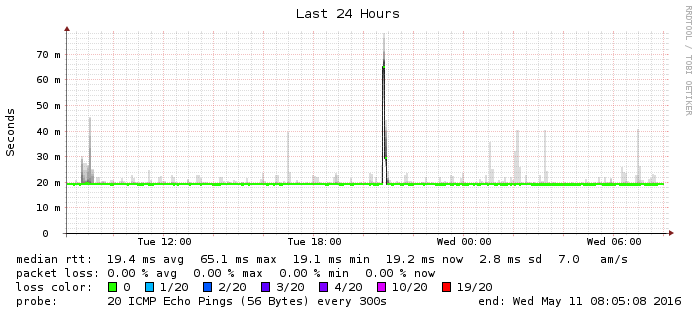 Last 24 Hours
RRDTOOL / TOBI OETIKER
Seconds
70 m
60 m
50 m
40 m
30 m
20 m
10 m
0
Tue 12:00 Tue 18:00 Wed 00:00 Wed 06:00
median rtt: 19.4 ms avg 65.1 ms max 19.1 ms min 19.2 ms now 2.8 ms sd 7.0 am/s
packet loss: 0.00 % avg 0.00 % max 0.00 % min 0.00 % now
loss color: 0 1/20 2/20 3/20 4/20 10/20 19/20
probe: 20 ICMP Echo Pings (56 Bytes) every 300s end: Wed May 11 08:05:08 2016